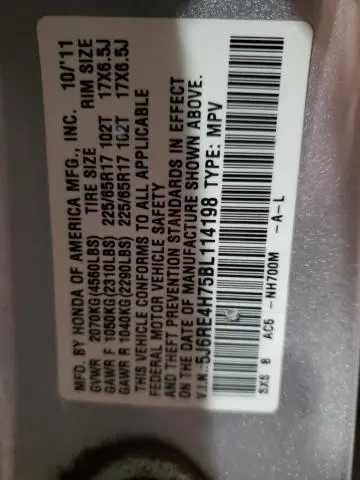 MFD. BY HONDA OF AMERICA MFG., INC. 10/'11
GVWR 2070KG(4560LBS) TIRE SIZE RIM SIZE
GAWR F 1050KG(2310LBS) 225/65R17 102T 17X6.5J
GAWR R 1040KG(2290LBS) 225/65R17 102T 17X6.5J
THIS VEHICLE CONFORMS TO ALL APPLICABLE
FEDERAL MOTOR VEHICLE SAFETY
AND THEFT PREVENTION STANDARDS IN EFFECT
ON THE DATE OF MANUFACTURE SHOWN ABOVE.
V.I.N.:5J6RE4H75BL114198 TYPE: MPV
SXS B AC5 -NH700M -A-L